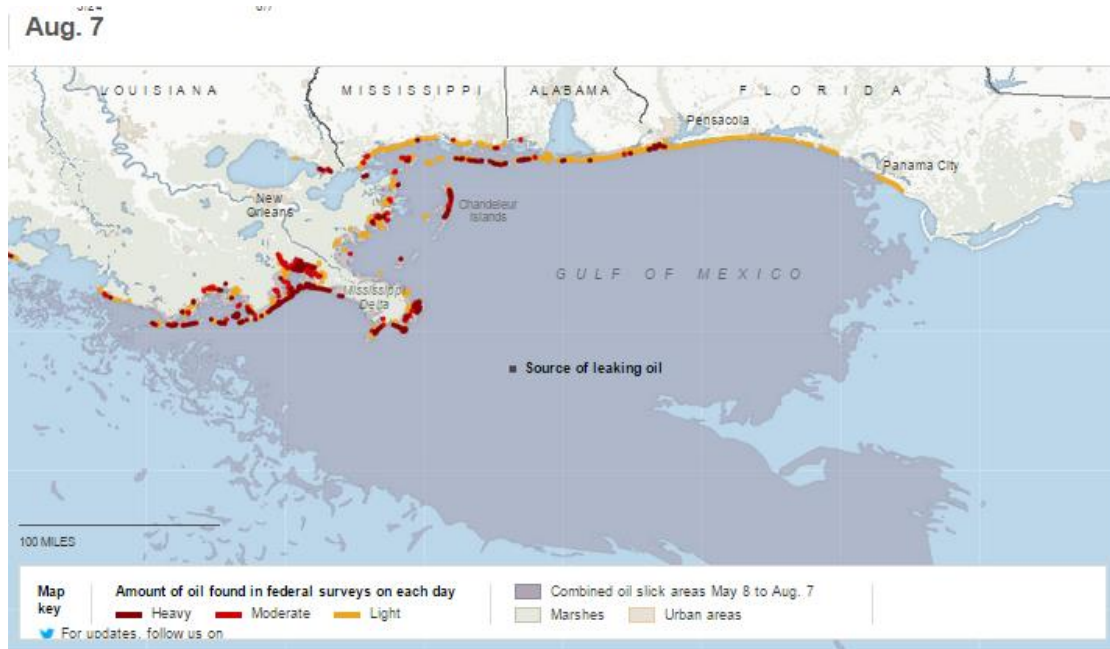 Aug. 7
LOUISIANA
MISSISSIPPI
ALABAMA
FLORIDA
Pensacola
Panama City
New
Orleans
Chandeleur
Islands
GULF OF MEXICO
Mississippi
Delta
Source of leaking oil
100 MILES
Map
key
Amount of oil found in federal surveys on each day
Heavy
Moderate
Light
Combined oil slick areas May 8 to Aug. 7
Marshes
Urban areas
For updates, follow us on